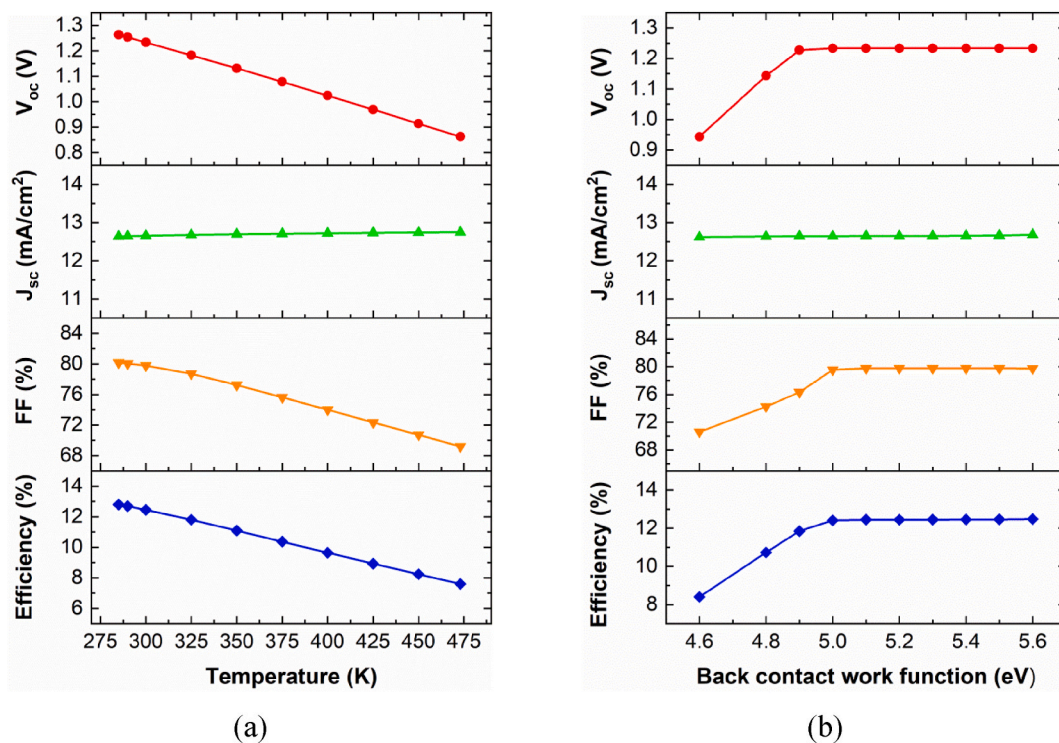 1.3
1.2
1.1
1.0
0.9
0.8
Voc (V)
14
13
12
11
Jsc (mA/cm²)
84
80
76
72
68
FF (%)
14
12
10
8
6
Efficiency (%)
275 300 325 350 375 400 425 450 475
Temperature (K)
(a)
1.3
1.2
1.1
1.0
0.9
Voc (V)
14
13
12
11
Jsc (mA/cm²)
84
80
76
72
68
FF (%)
14
12
10
8
Efficiency (%)
4.6 4.8 5.0 5.2 5.4 5.6
Back contact work function (eV)
(b)